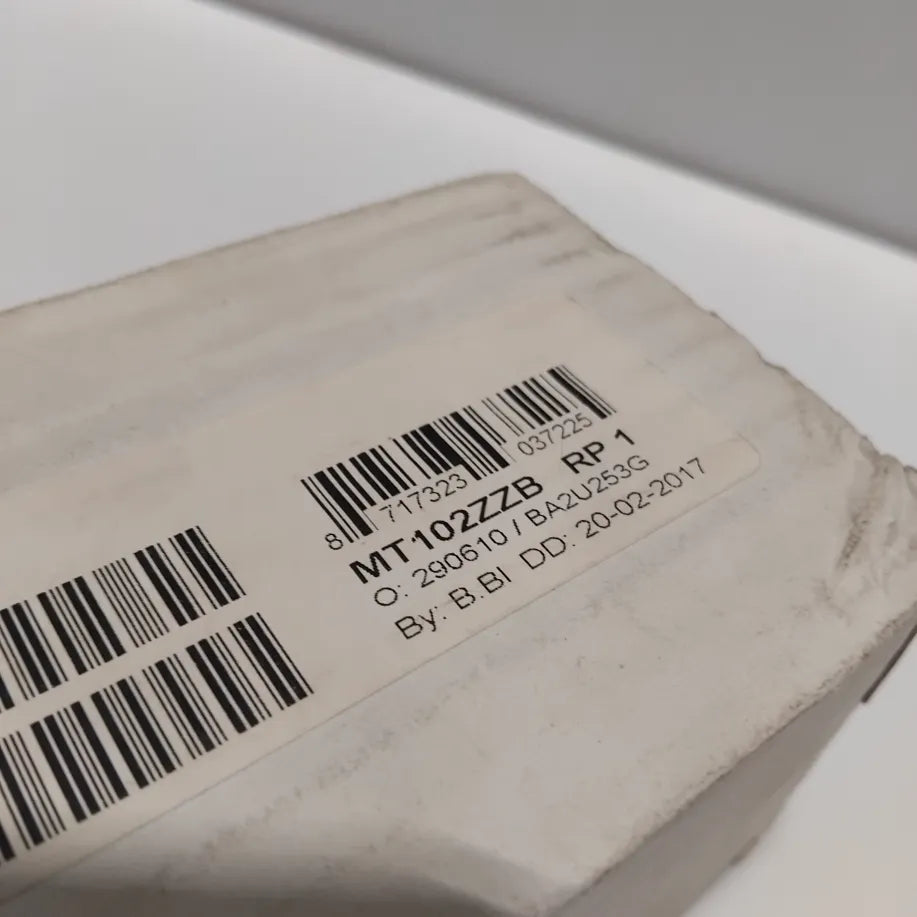 8 717323 037225
MT102ZZB RP 1
O: 290610 / BA2U253G
By: B.BI DD: 20-02-2017